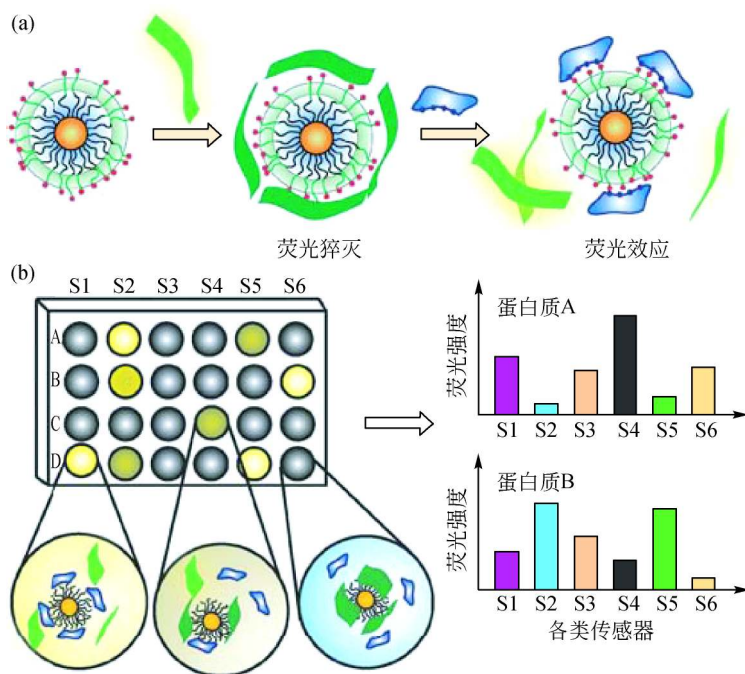 (a)
荧光猝灭
荧光效应
(b)
S1 S2 S3 S4 S5 S6
A
B
C
D
蛋白质A
荧光强度
S1 S2 S3 S4 S5 S6
蛋白质B
荧光强度
S1 S2 S3 S4 S5 S6
各类传感器